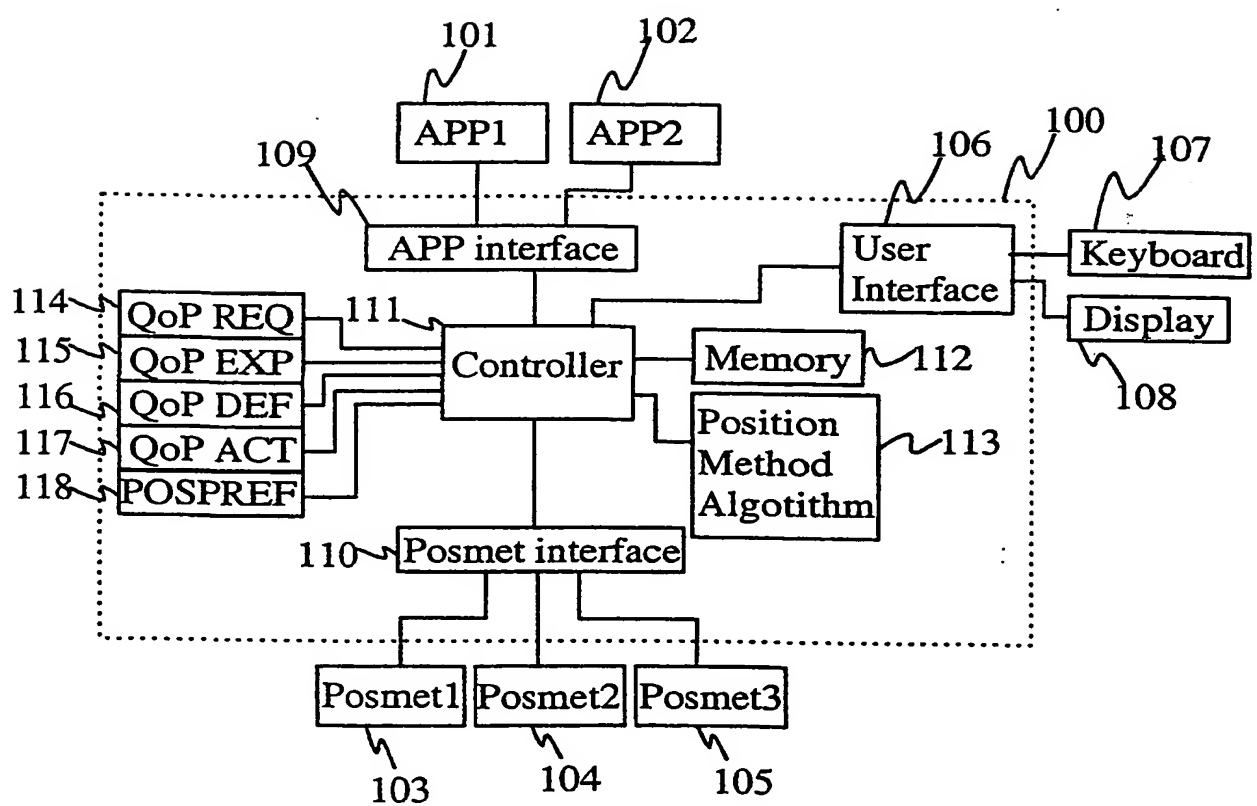 101
102
APP1
APP2
100
109
106
107
APP interface
User
Interface
Keyboard
114
QoP REQ
111
Display
115
QoP EXP
Controller
Memory
112
108
116
QoP DEF
117
QoP ACT
Position
Method
Algotithm
113
118
POSPREF
110
Posmet interface
Posmet1
Posmet2
Posmet3
103
104
105